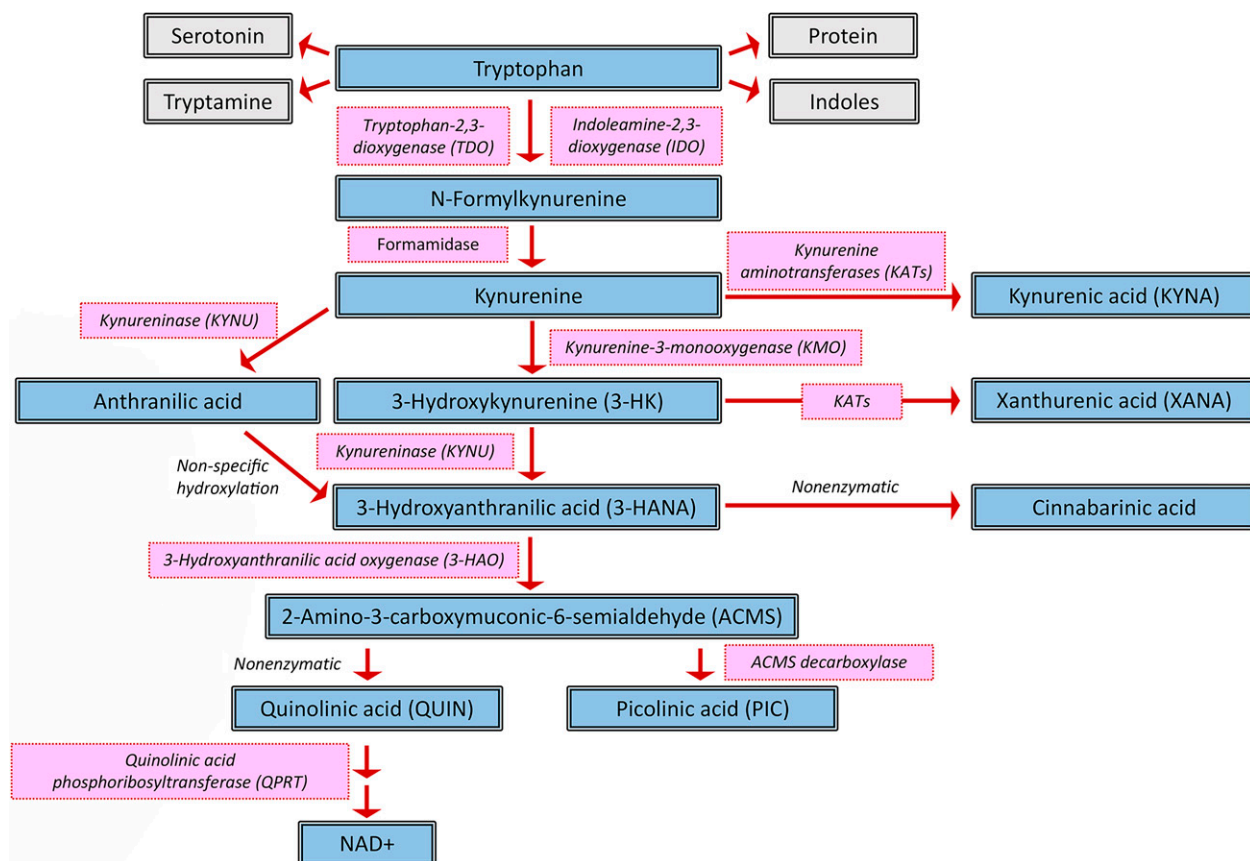 Serotonin
Protein
Tryptophan
Tryptamine
Indoles
Tryptophan-2,3-
dioxygenase (TDO)
Indoleamine-2,3-
dioxygenase (IDO)
N-Formylkynurenine
Formamidase
Kynurenine
aminotransferases (KATs)
Kynurenine
Kynurenic acid (KYNA)
Kynureninase (KYNU)
Kynurenine-3-monooxygenase (KMO)
Anthranilic acid
3-Hydroxykynurenine (3-HK)
KATs
Xanthurenic acid (XANA)
Non-specific
hydroxylation
Kynureninase (KYNU)
3-Hydroxyanthranilic acid (3-HANA)
Nonenzymatic
Cinnabarinic acid
3-Hydroxyanthranilic acid oxygenase (3-HAO)
2-Amino-3-carboxymuconic-6-semialdehyde (ACMS)
Nonenzymatic
ACMS decarboxylase
Quinolinic acid (QUIN)
Picolinic acid (PIC)
Quinolinic acid
phosphoribosyltransferase (QPRT)
NAD+